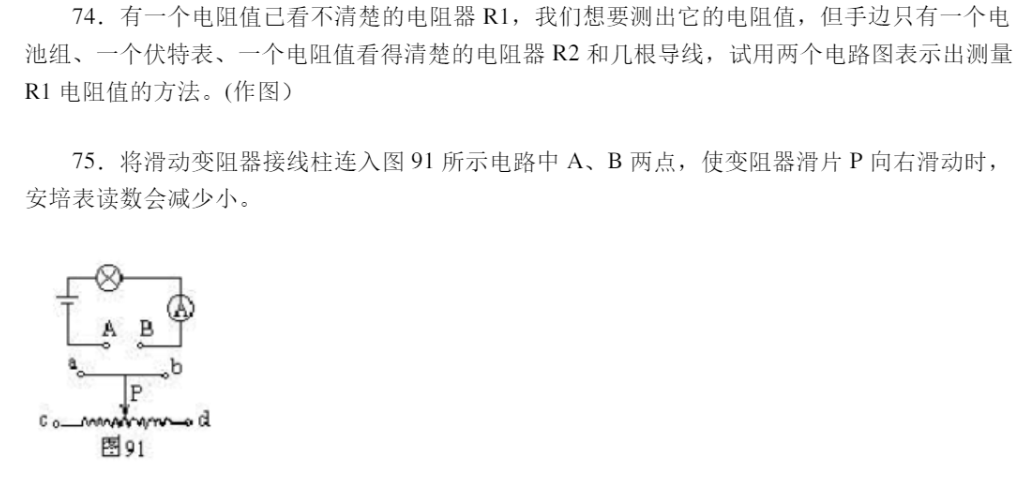 74．有一个电阻值己看不清楚的电阻器 R1，我们想要测出它的电阻值，但手边只有一个电
池组、一个伏特表、一个电阻值看得清楚的电阻器 R2 和几根导线，试用两个电路图表示出测量
R1 电阻值的方法。(作图）
75．将滑动变阻器接线柱连入图 91 所示电路中 A、B 两点，使变阻器滑片 P 向右滑动时，
安培表读数会减少小。
A
A B
a b
P
c d
图91